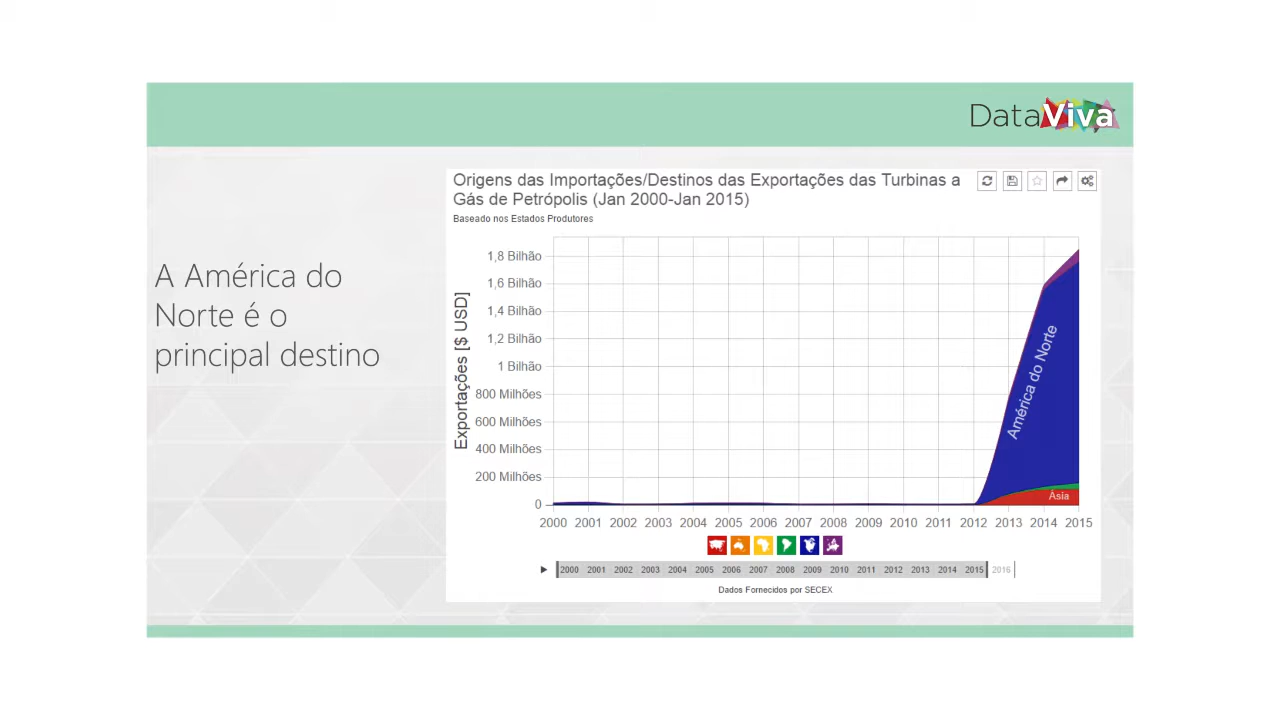 DataViva
Origens das Importações/Destinos das Exportações das Turbinas a
Gás de Petrópolis (Jan 2000-Jan 2015)
Baseado nos Estados Produtores
A América do
Norte é o
principal destino
Exportações [$ USD]
1,8 Bilhão
1,6 Bilhão
1,4 Bilhão
1,2 Bilhão
1 Bilhão
800 Milhões
600 Milhões
400 Milhões
200 Milhões
0
América do Norte
Ásia
2000 2001 2002 2003 2004 2005 2006 2007 2008 2009 2010 2011 2012 2013 2014 2015
2000 2001 2002 2003 2004 2005 2006 2007 2008 2009 2010 2011 2012 2013 2014 2015 2016
Dados Fornecidos por SECEX